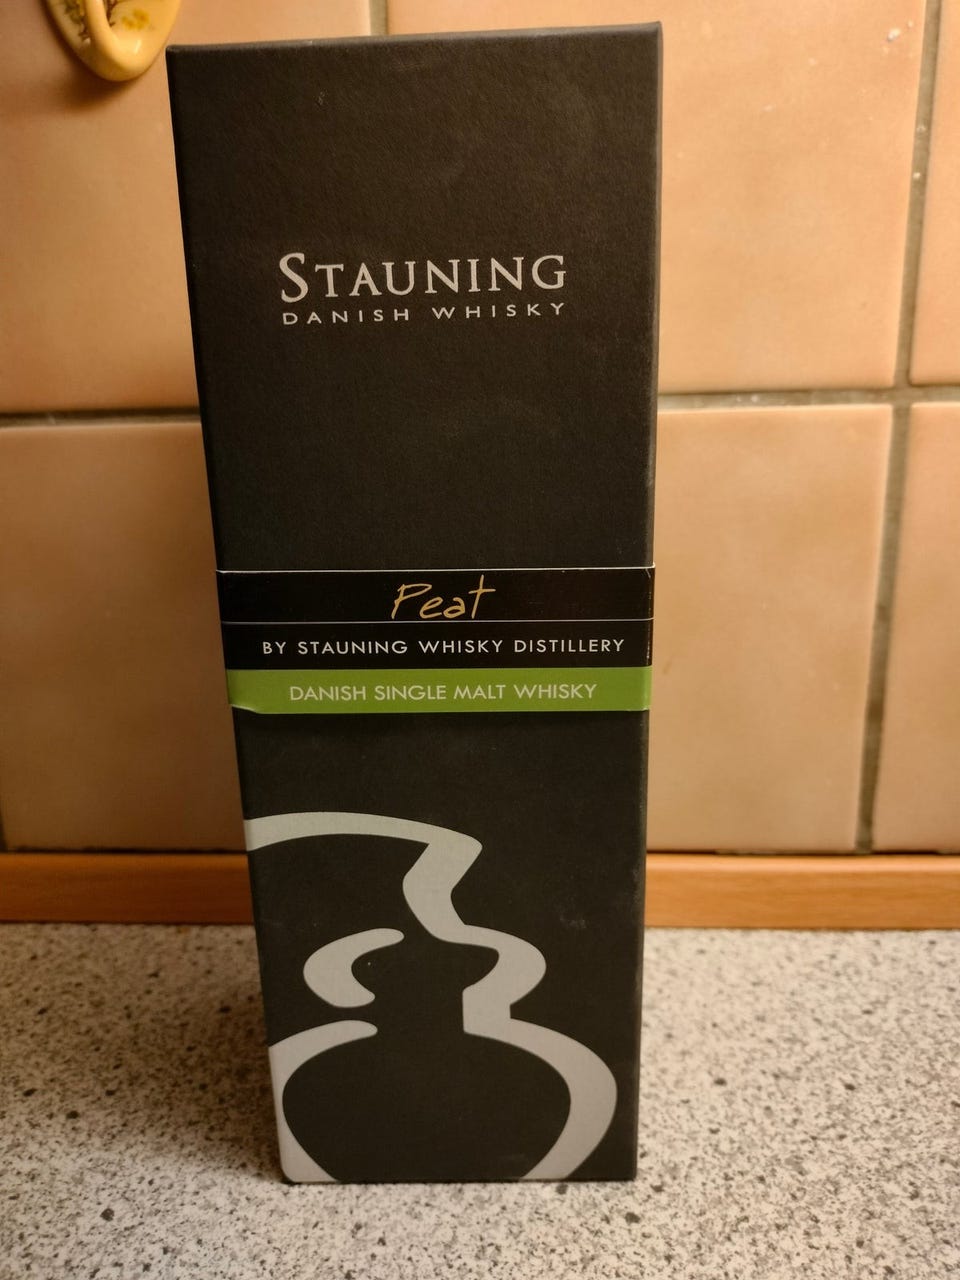 STAUNING
DANISH WHISKY
Peat
BY STAUNING WHISKY DISTILLERY
DANISH SINGLE MALT WHISKY